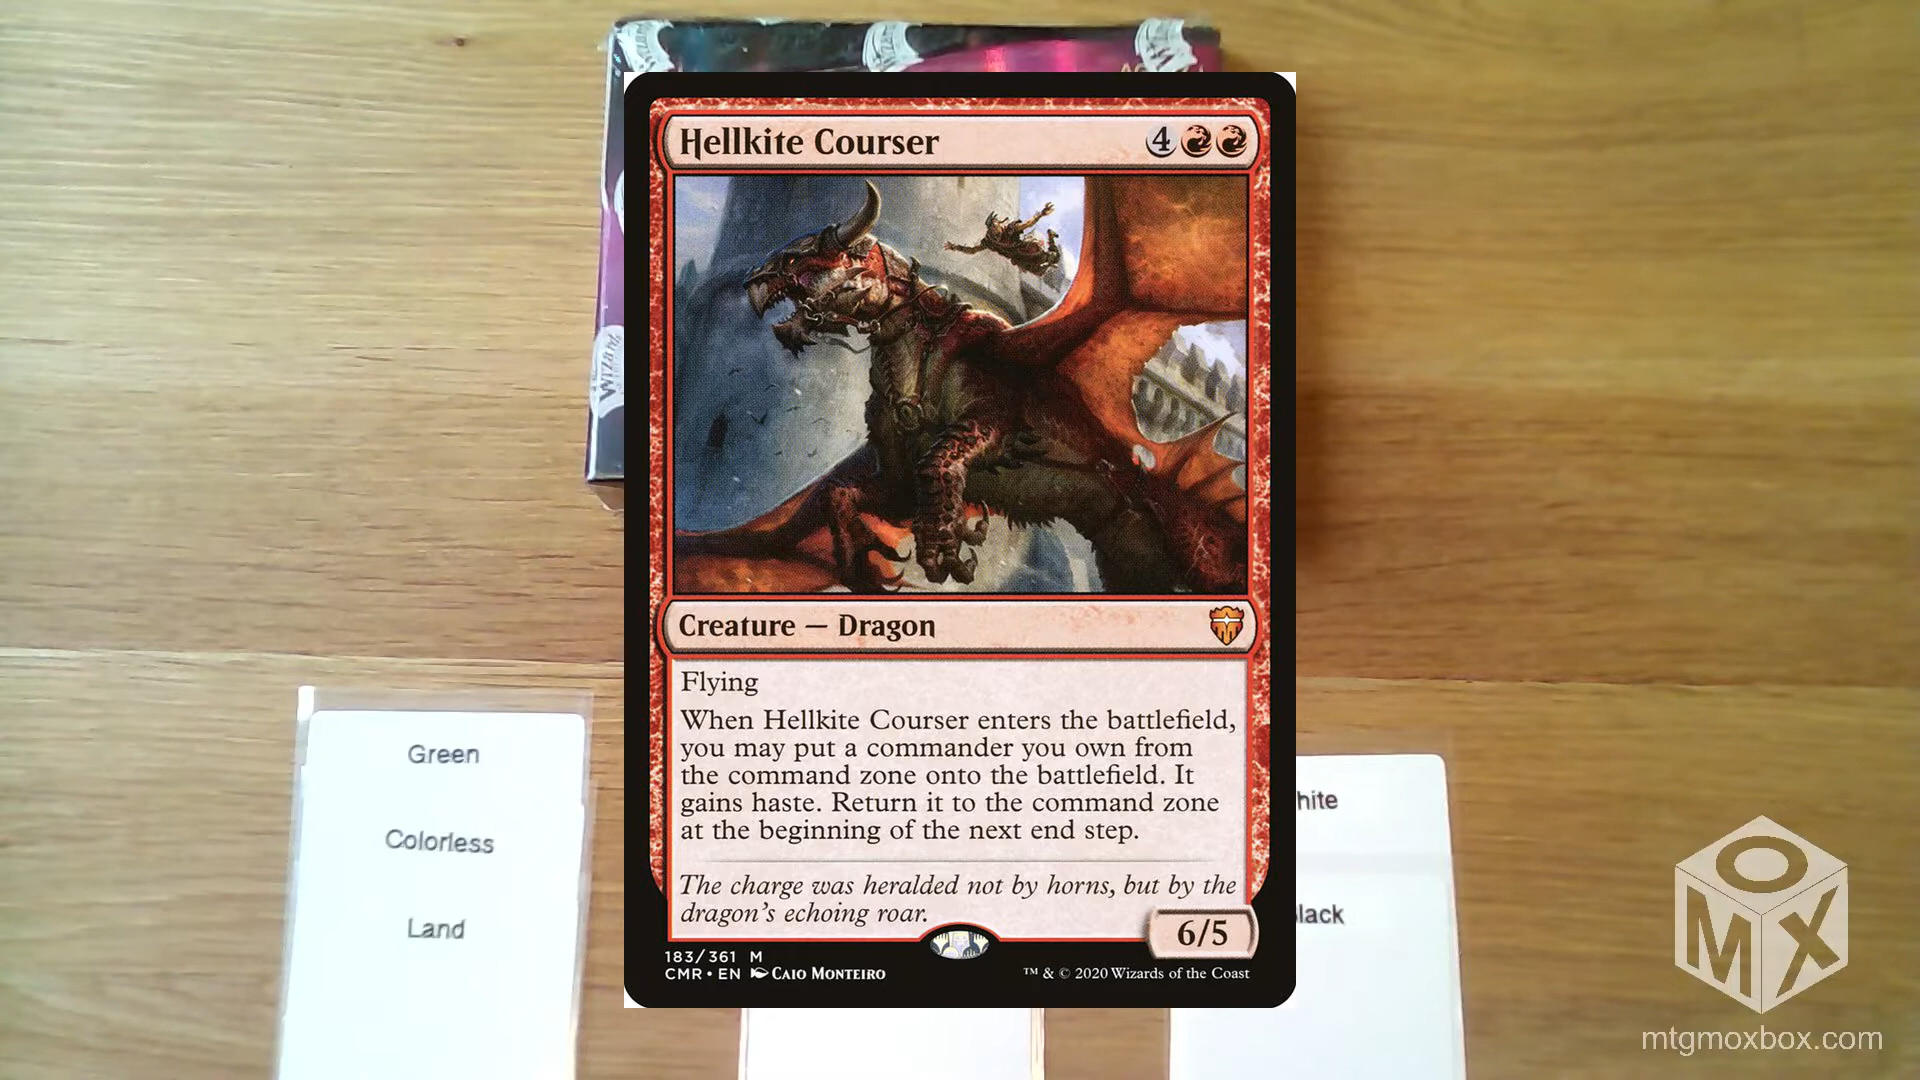 Hellkite Courser
4
Creature — Dragon
Flying
When Hellkite Courser enters the battlefield,
you may put a commander you own from
the command zone onto the battlefield. It
gains haste. Return it to the command zone
at the beginning of the next end step.
The charge was heralded not by horns, but by the
dragon's echoing roar.
6/5
183/361 M
CMR • EN Caio Monteiro
™ & © 2020 Wizards of the Coast
Green
Colorless
Land
hite
lack
MOX
mtgmoxbox.com